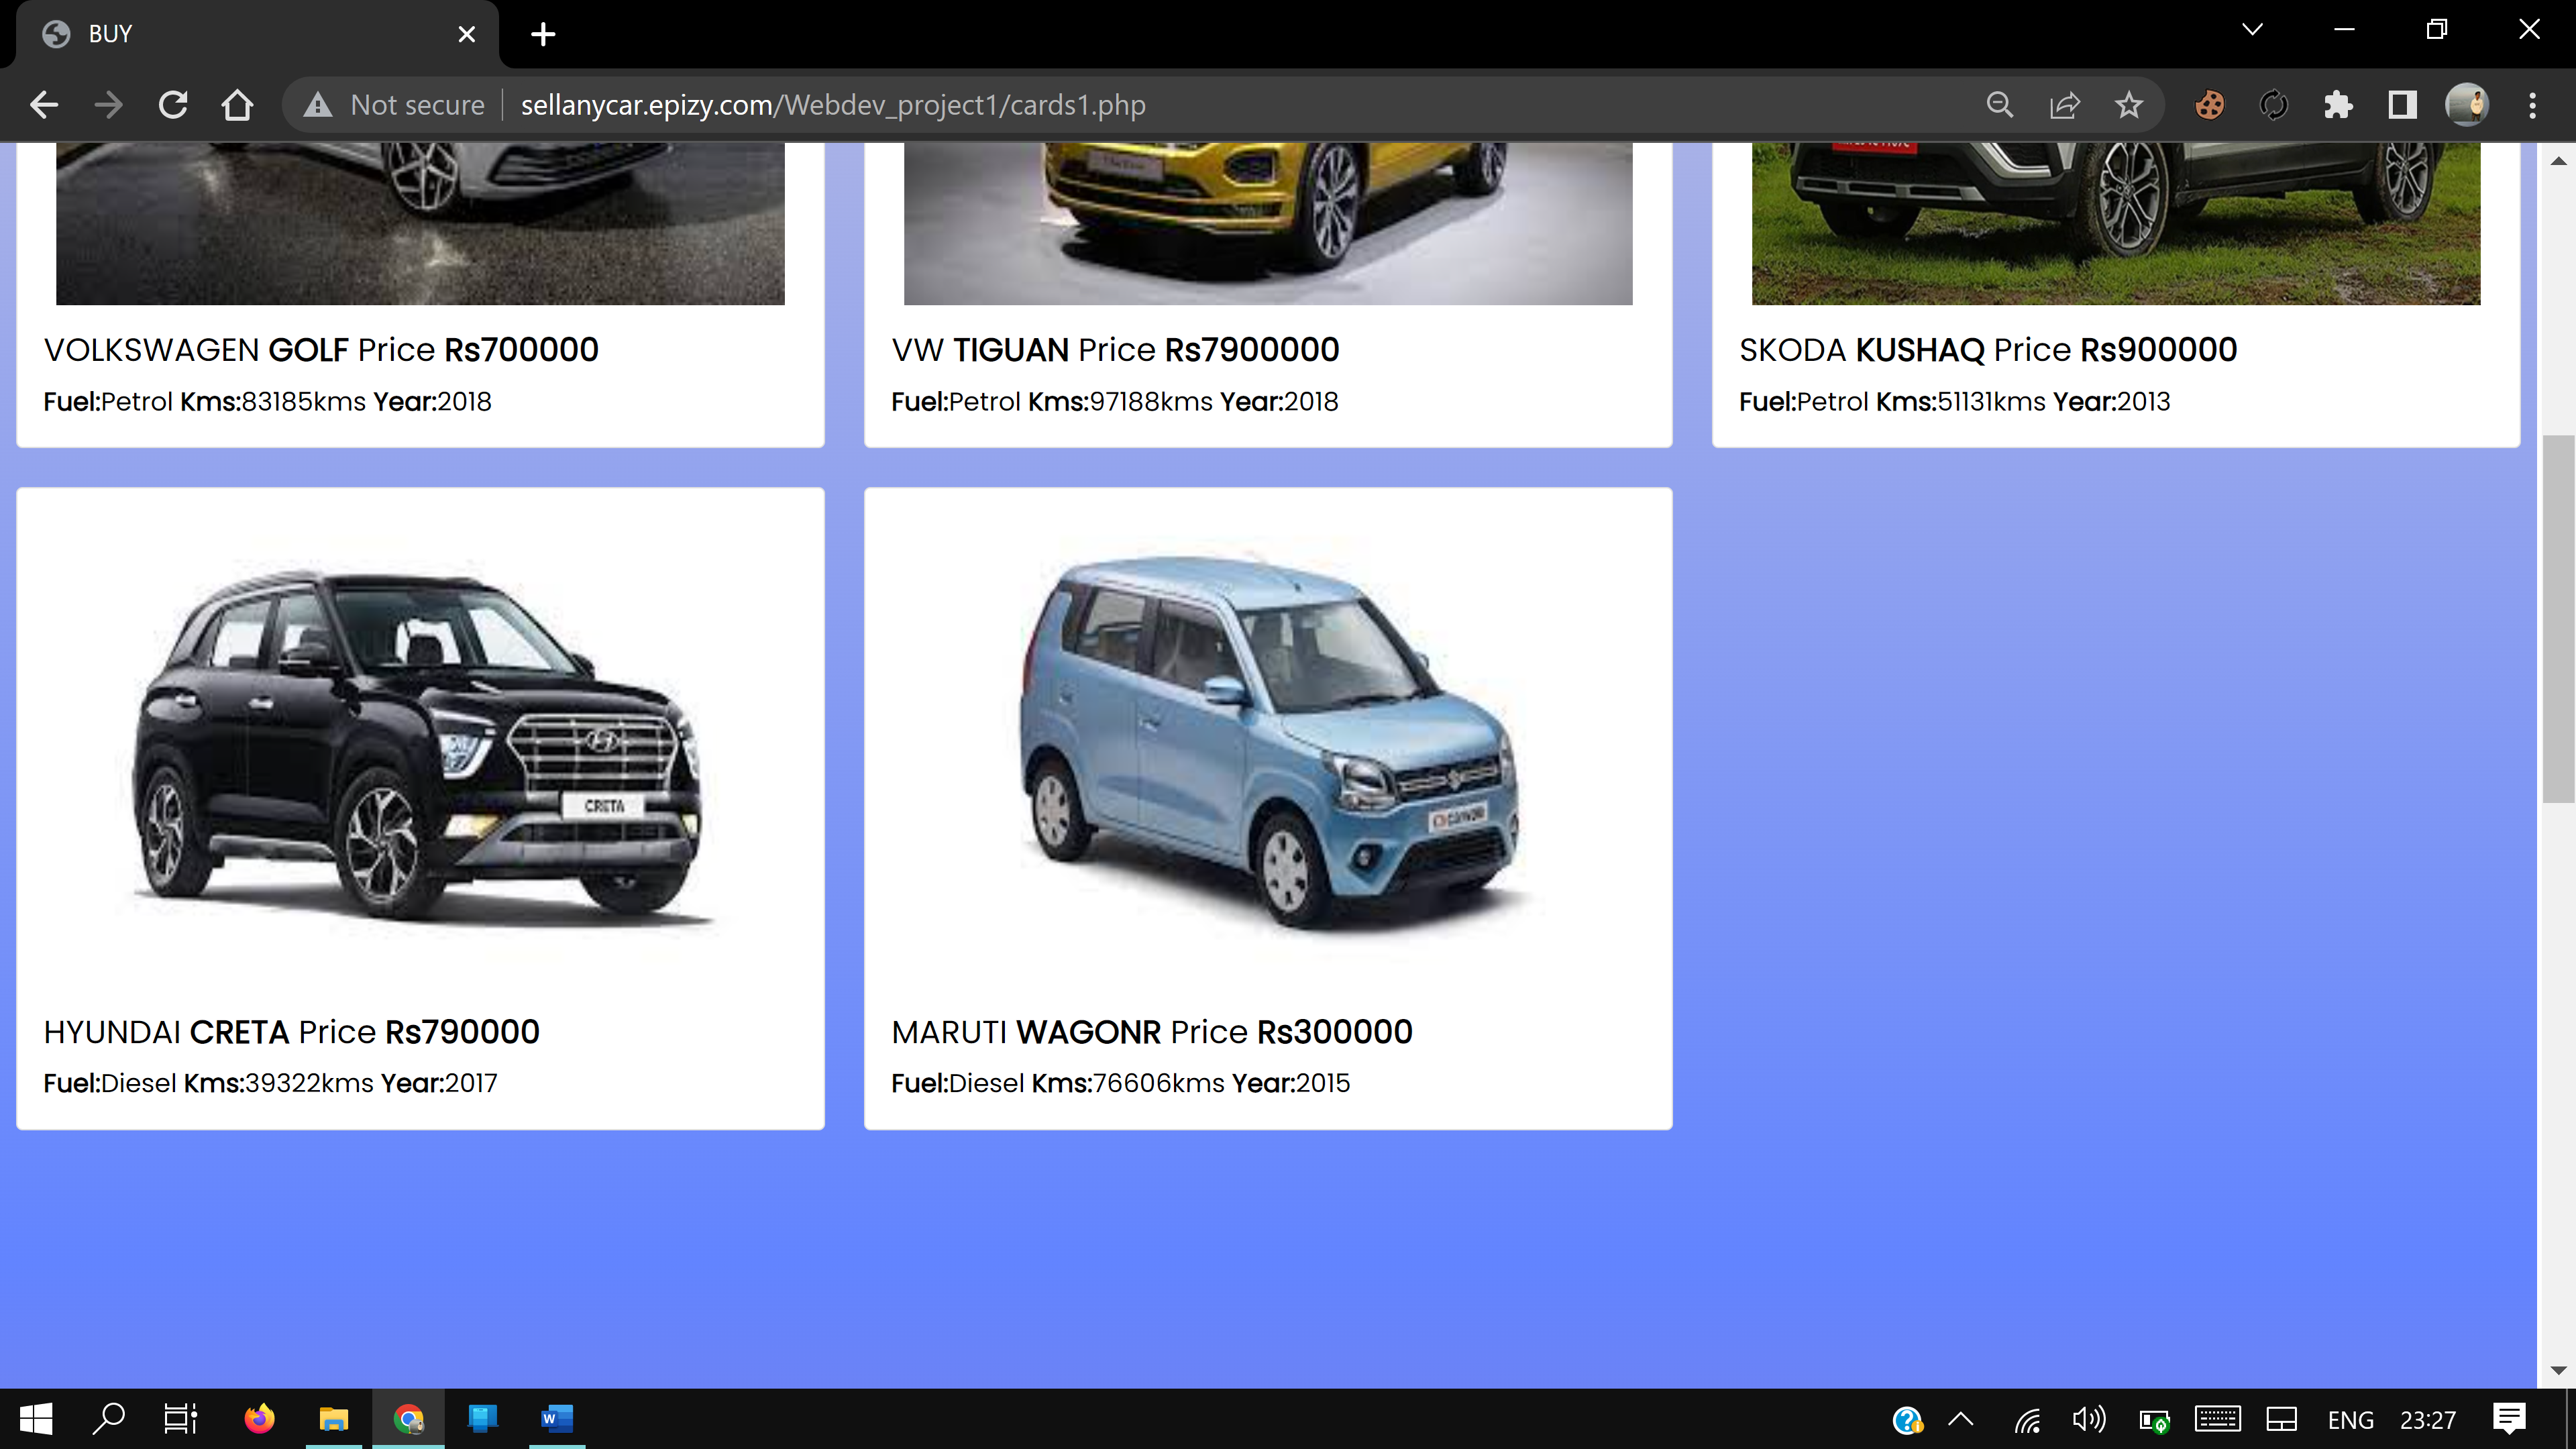 BUY
Not secure
sellanycar.epizy.com/Webdev_project1/cards1.php
VOLKSWAGEN GOLF Price Rs700000
Fuel:Petrol Kms:83185kms Year:2018
VW TIGUAN Price Rs7900000
Fuel:Petrol Kms:97188kms Year:2018
SKODA KUSHAQ Price Rs900000
Fuel:Petrol Kms:51131kms Year:2013
CRETA
HYUNDAI CRETA Price Rs790000
Fuel:Diesel Kms:39322kms Year:2017
MARUTI WAGONR Price Rs300000
Fuel:Diesel Kms:76606kms Year:2015
W
ENG
23:27